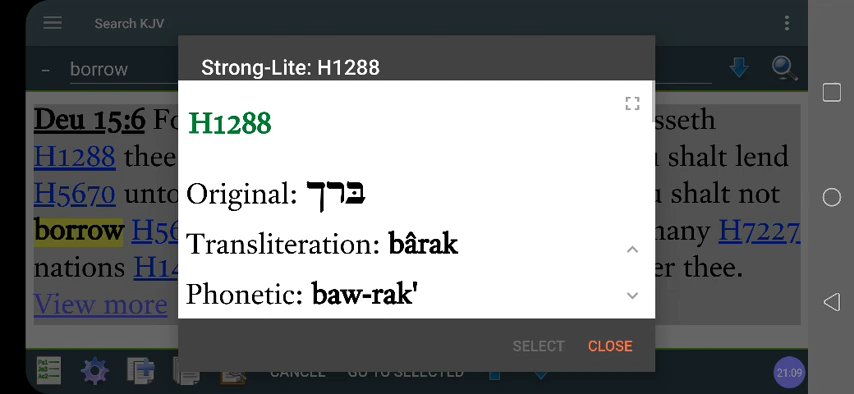 Search KJV
- borrow
Strong-Lite: H1288
H1288
Original: בּרך
Transliteration: bârak
Phonetic: baw-rak'
SELECT CLOSE
Deu 15:6 sseth
H1288 thee shalt lend
H5670 unto shalt not
borrow many H7227
nations er thee.
View more
CANCEL GO TO SELECTED
21:09